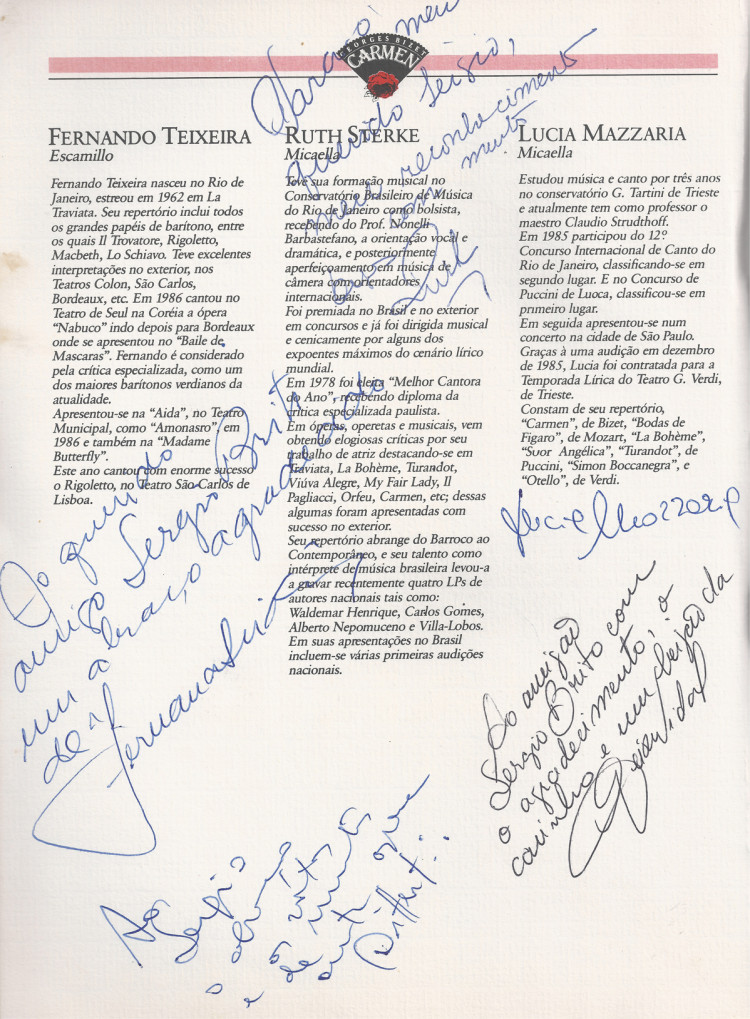 GEORGES BIZET
CARMEN
FERNANDO TEIXEIRA
Escamillo
Fernando Teixeira nasceu no Rio de
Janeiro, estreou em 1962 em La
Traviata. Seu repertório inclui todos
os grandes papéis de barítono, entre
os quais Il Trovatore, Rigoletto,
Macbeth, Lo Schiavo. Teve excelentes
interpretações no exterior, nos
Teatros Colon, São Carlos,
Bordeaux, etc. Em 1986 cantou no
Teatro de Seul na Coréia a ópera
“Nabuco” indo depois para Bordeaux
onde se apresentou no “Baile de
Mascaras”. Fernando é considerado
pela crítica especializada, como um
dos maiores barítonos verdianos da
atualidade.
Apresentou-se na “Aida”, no Teatro
Municipal, como “Amonasro”, em
1986 e também na “Madame
Butterfly”.
Este ano cantou com enorme sucesso
o Rigoletto, no Teatro São Carlos de
Lisboa.
RUTH STERKE
Micaella
Teve sua formação musical no
Conservatório Brasileiro de Música
do Rio de Janeiro como bolsista,
recebendo do Prof. Nonelli
Barbastefano, a orientação vocal e
dramática, e posteriormente
aperfeiçoamento em música de
câmera com orientadores
internacionais.
Foi premiada no Brasil e no exterior
em concursos e já foi dirigida musical
e cenicamente por alguns dos
expoentes máximos do cenário lírico
mundial.
Em 1978 foi eleita “Melhor Cantora
do Ano”, recebendo diploma da
crítica especializada paulista.
Em óperas, operetas e musicais, vem
obtendo elogiosas críticas por seu
trabalho de atriz destacando-se em
Traviata, La Bohème, Turandot,
Viúva Alegre, My Fair Lady, Il
Pagliacci, Orfeu, Carmen, etc; dessas
algumas foram apresentadas com
sucesso no exterior.
Seu repertório abrange do Barroco ao
Contemporâneo, e seu talento como
intérprete de música brasileira levou-a
a gravar recentemente quatro LPs de
autores nacionais tais como:
Waldemar Henrique, Carlos Gomes,
Alberto Nepomuceno e Villa-Lobos.
Em suas apresentações no Brasil
incluem-se várias primeiras audições
nacionais.
LUCIA MAZZARIA
Micaella
Estudou música e canto por três anos
no conservatório G. Tartini de Trieste
e atualmente tem como professor o
maestro Claudio Strudthoff.
Em 1985 participou do 12º
Concurso Internacional de Canto do
Rio de Janeiro, classificando-se em
segundo lugar. E no Concurso de
Puccini de Luoca, classificou-se em
primeiro lugar.
Em seguida apresentou-se num
concerto na cidade de São Paulo.
Graças à uma audição em dezembro
de 1985, Lucia foi contratada para a
Temporada Lírica do Teatro G. Verdi,
de Trieste.
Constam de seu repertório,
“Carmen”, de Bizet, “Bodas de
Figaro”, de Mozart, “La Bohème”,
“Suor Angélica”, “Turandot”, de
Puccini, “Simon Boccanegra”, e
“Otello”, de Verdi.
Para o meu
querido Sérgio,
meu reconhecimento
Ruth
Ao querido
amigo Sergio Brito
um abraço agradecido
de
Fernando Teixeira
Lucia Mazzaria
Ao amigão
Sergio Brito com
o agradecimento, o
carinho e um beijão da
Vidal
Ao
Sergio
o abraço
e